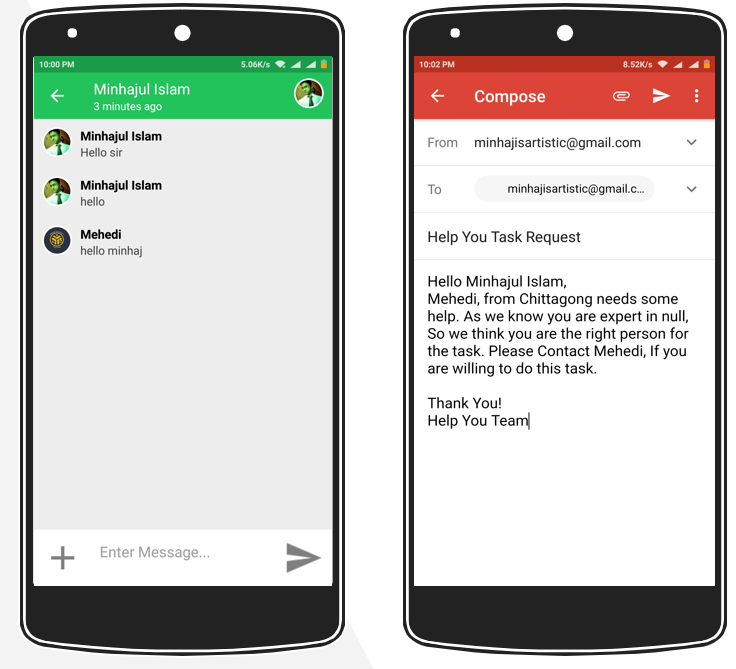 10:00 PM 5.06K/s
Minhajul Islam
3 minutes ago
Minhajul Islam
Hello sir
Minhajul Islam
hello
Mehedi
hello minhaj
Enter Message...
10:02 PM 8.52K/s
Compose
From minhajisartistic@gmail.com
To minhajisartistic@gmail.c...
Help You Task Request
Hello Minhajul Islam,
Mehedi, from Chittagong needs some
help. As we know you are expert in null,
So we think you are the right person for
the task. Please Contact Mehedi, If you
are willing to do this task.
Thank You!
Help You Team